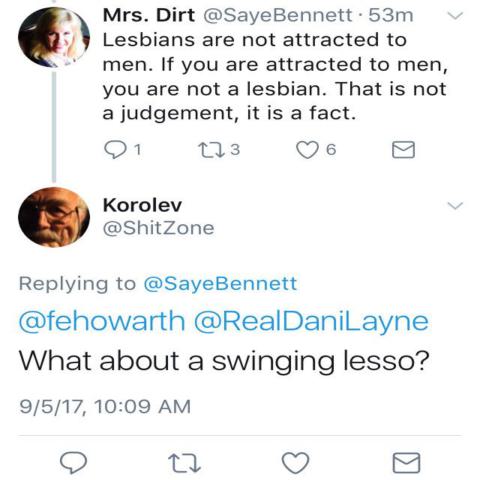 Mrs. Dirt @SayeBennett · 53m
Lesbians are not attracted to
men. If you are attracted to men,
you are not a lesbian. That is not
a judgement, it is a fact.
1 3 6
Korolev
@ShitZone
Replying to @SayeBennett
@fehowarth @RealDaniLayne
What about a swinging lesso?
9/5/17, 10:09 AM